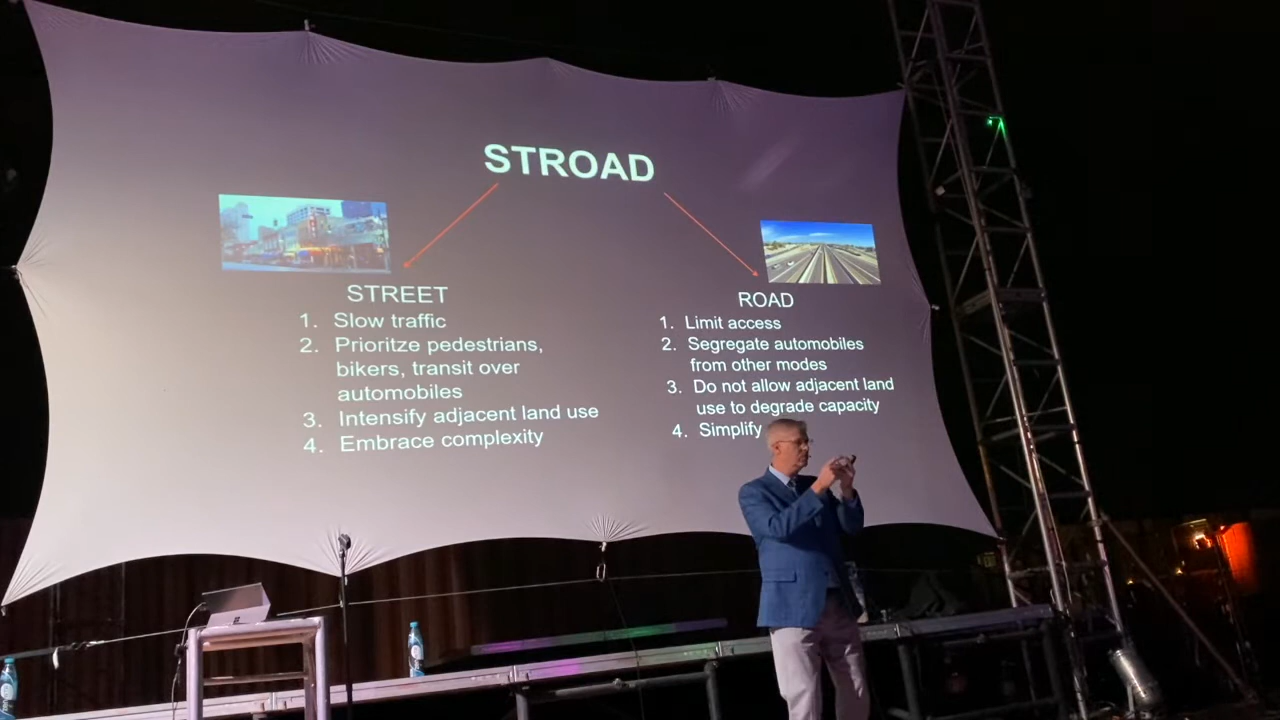 STROAD
STREET
1. Slow traffic
2. Prioritze pedestrians,
bikers, transit over
automobiles
3. Intensify adjacent land use
4. Embrace complexity
ROAD
1. Limit access
2. Segregate automobiles
from other modes
3. Do not allow adjacent land
use to degrade capacity
4. Simplify